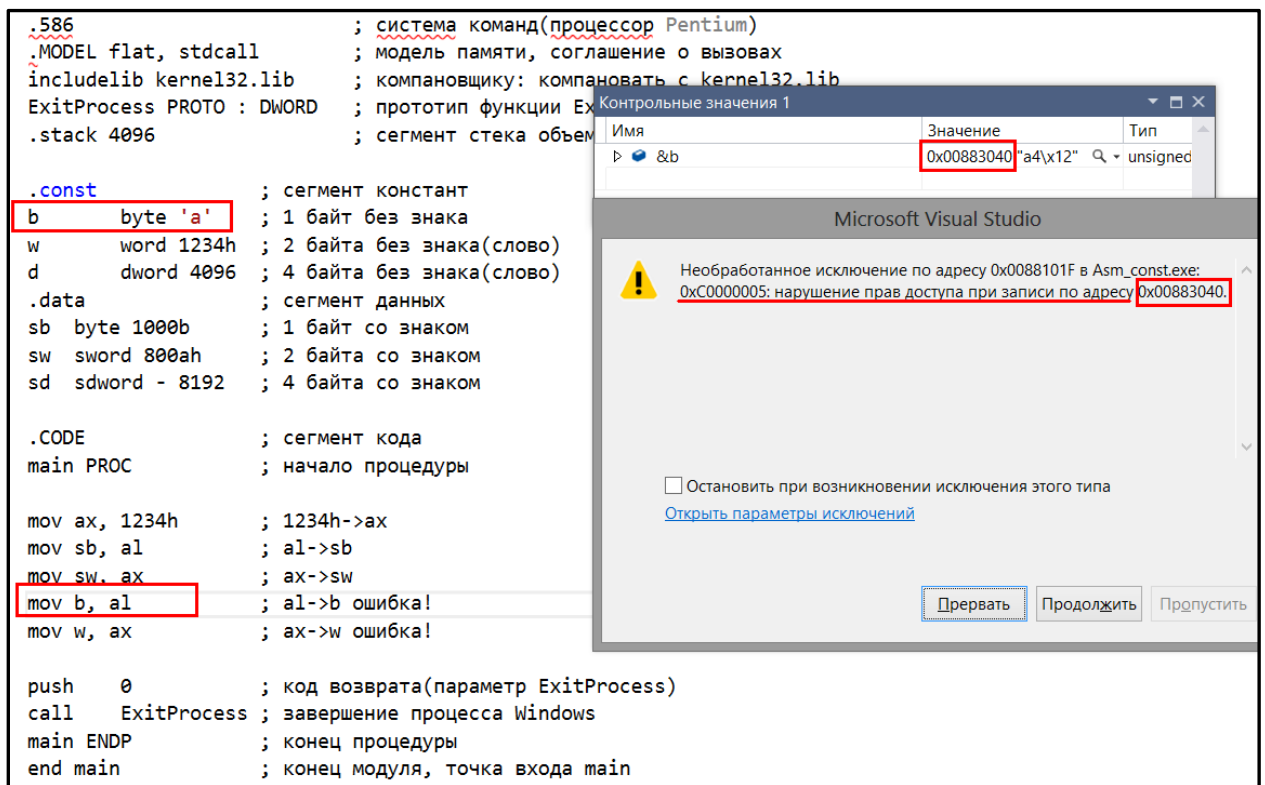 .586 ; система команд(процессор Pentium)
.MODEL flat, stdcall ; модель памяти, соглашение о вызовах
includelib kernel32.lib ; компановщику: компановать с kernel32.lib
ExitProcess PROTO : DWORD ; прототип функции Ex
.stack 4096 ; сегмент стека объем
.const ; сегмент констант
b byte 'a' ; 1 байт без знака
w word 1234h ; 2 байта без знака(слово)
d dword 4096 ; 4 байта без знака(слово)
.data ; сегмент данных
sb byte 1000b ; 1 байт со знаком
sw sword 800ah ; 2 байта со знаком
sd sdword - 8192 ; 4 байта со знаком
.CODE ; сегмент кода
main PROC ; начало процедуры
mov ax, 1234h ; 1234h->ax
mov sb, al ; al->sb
mov sw, ax ; ax->sw
mov b, al ; al->b ошибка!
mov w, ax ; ax->w ошибка!
push 0 ; код возврата(параметр ExitProcess)
call ExitProcess ; завершение процесса Windows
main ENDP ; конец процедуры
end main ; конец модуля, точка входа main
Контрольные значения 1
Имя Значение Тип
&b 0x00883040 "a4\x12" unsigned
Microsoft Visual Studio
Необработанное исключение по адресу 0x0088101F в Asm_const.exe:
0xC0000005: нарушение прав доступа при записи по адресу 0x00883040.
Остановить при возникновении исключения этого типа
Открыть параметры исключений
Прервать Продолжить Пропустить